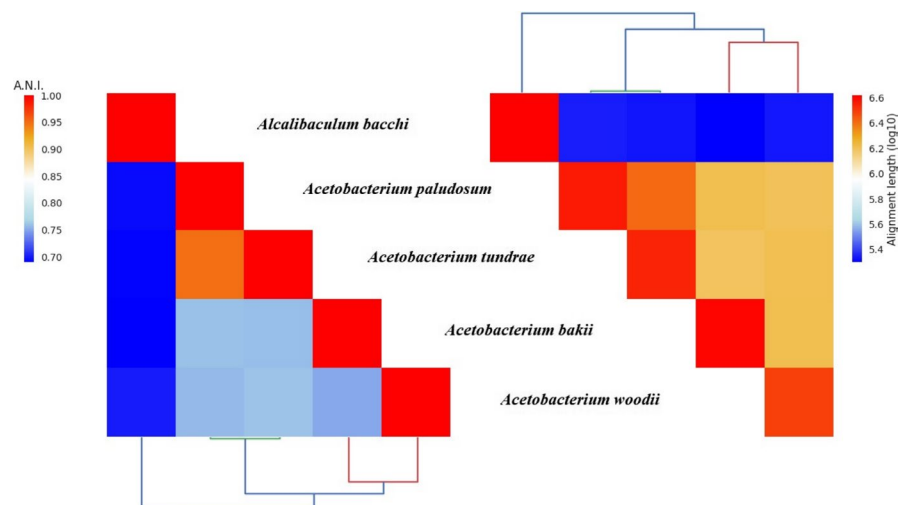 A.N.I.
1.00
0.95
0.90
0.85
0.80
0.75
0.70
Alcalibaculum bacchi
Acetobacterium paludosum
Acetobacterium tundrae
Acetobacterium bakii
Acetobacterium woodii
6.6
6.4
6.2
6.0
5.8
5.6
5.4
Alignment length (log10)